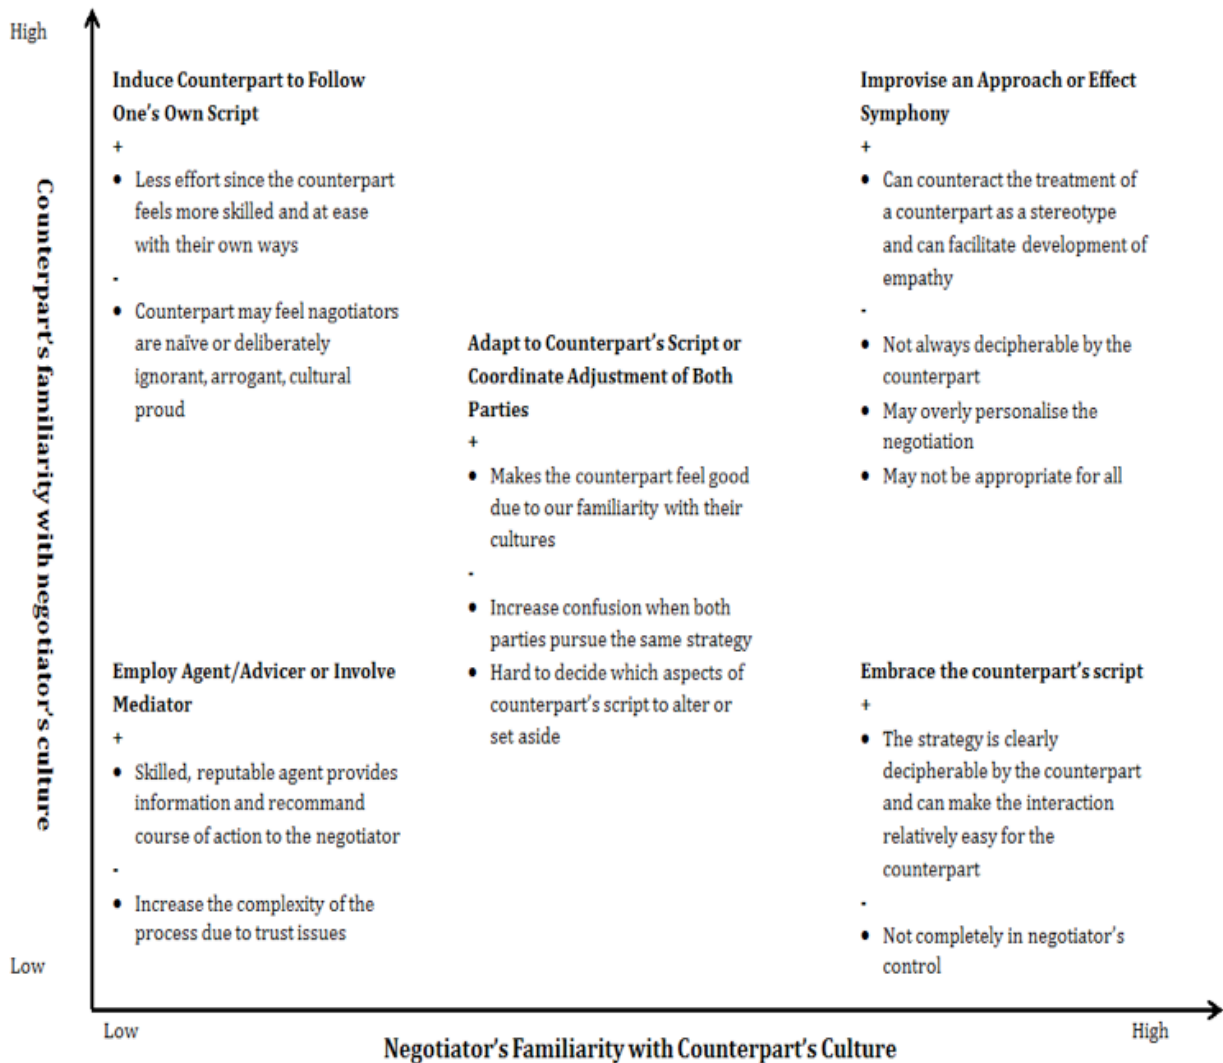 High
Counterpart's familiarity with negotiator's culture
Low
Induce Counterpart to Follow
One's Own Script
+
• Less effort since the counterpart
feels more skilled and at ease
with their own ways
-
• Counterpart may feel nagotiators
are naïve or deliberately
ignorant, arrogant, cultural
proud
Employ Agent/Advicer or Involve
Mediator
+
• Skilled, reputable agent provides
information and recommand
course of action to the negotiator
-
• Increase the complexity of the
process due to trust issues
Adapt to Counterpart's Script or
Coordinate Adjustment of Both
Parties
+
• Makes the counterpart feel good
due to our familiarity with their
cultures
-
• Increase confusion when both
parties pursue the same strategy
• Hard to decide which aspects of
counterpart's script to alter or
set aside
Improvise an Approach or Effect
Symphony
+
• Can counteract the treatment of
a counterpart as a stereotype
and can facilitate development of
empathy
-
• Not always decipherable by the
counterpart
• May overly personalise the
negotiation
• May not be appropriate for all
Embrace the counterpart's script
+
• The strategy is clearly
decipherable by the counterpart
and can make the interaction
relatively easy for the
counterpart
-
• Not completely in negotiator's
control
Low
Negotiator's Familiarity with Counterpart's Culture
High